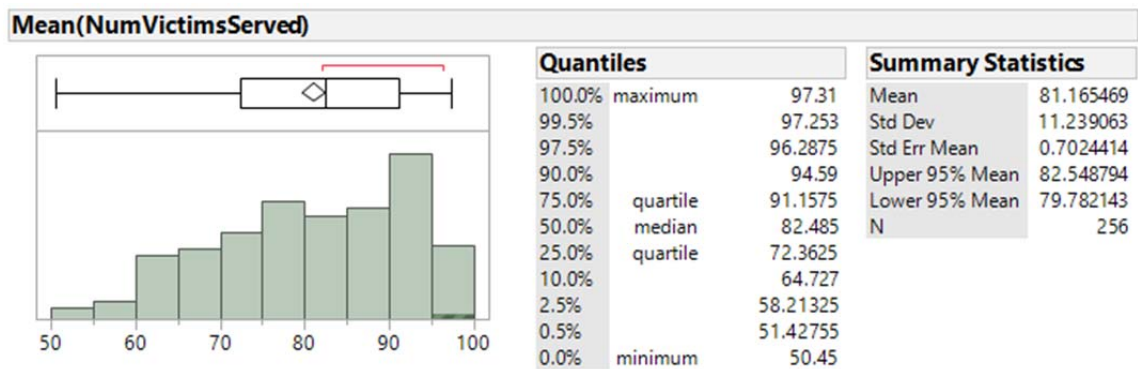 Mean(NumVictimsServed)
50 60 70 80 90 100
Quantiles
100.0% maximum 97.31
99.5% 97.253
97.5% 96.2875
90.0% 94.59
75.0% quartile 91.1575
50.0% median 82.485
25.0% quartile 72.3625
10.0% 64.727
2.5% 58.21325
0.5% 51.42755
0.0% minimum 50.45
Summary Statistics
Mean 81.165469
Std Dev 11.239063
Std Err Mean 0.7024414
Upper 95% Mean 82.548794
Lower 95% Mean 79.782143
N 256